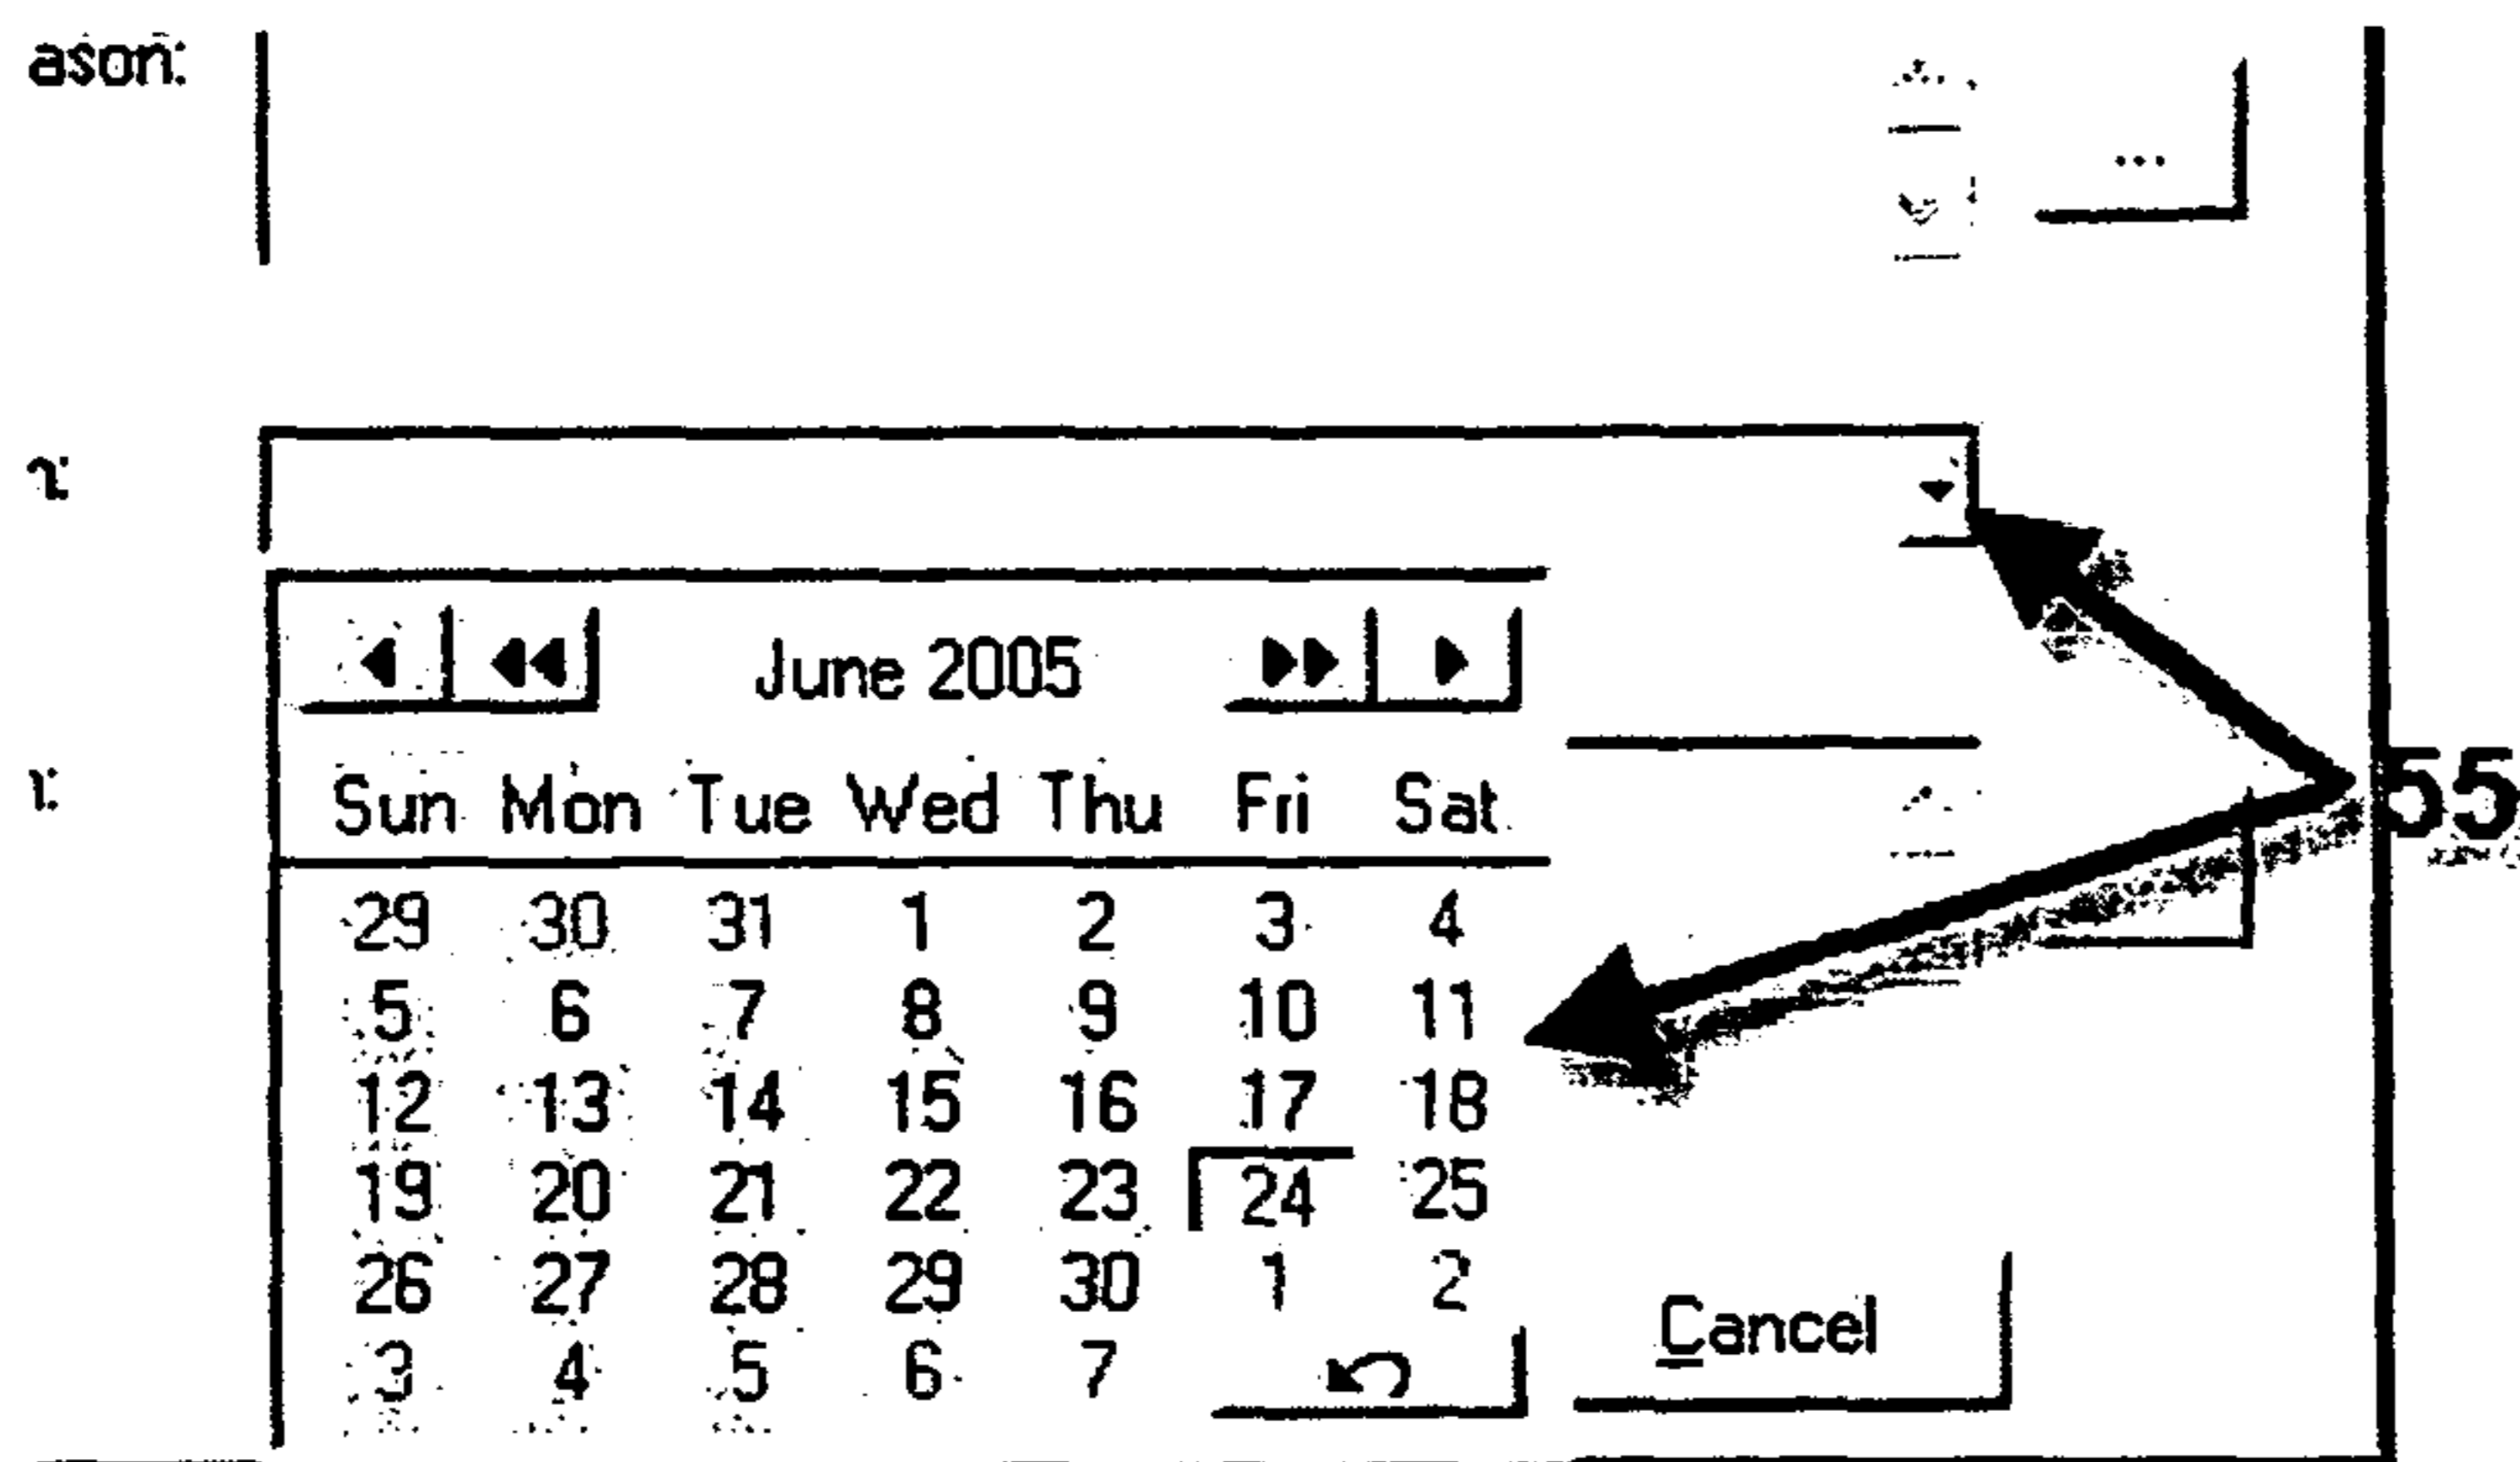 ason:
...
June 2005
Sun Mon Tue Wed Thu Fri Sat
55
29 30 31 1 2 3 4
5 6 7 8 9 10 11
12 13 14 15 16 17 18
19 20 21 22 23 24 25
26 27 28 29 30 1 2
3 4 5 6 7
Cancel